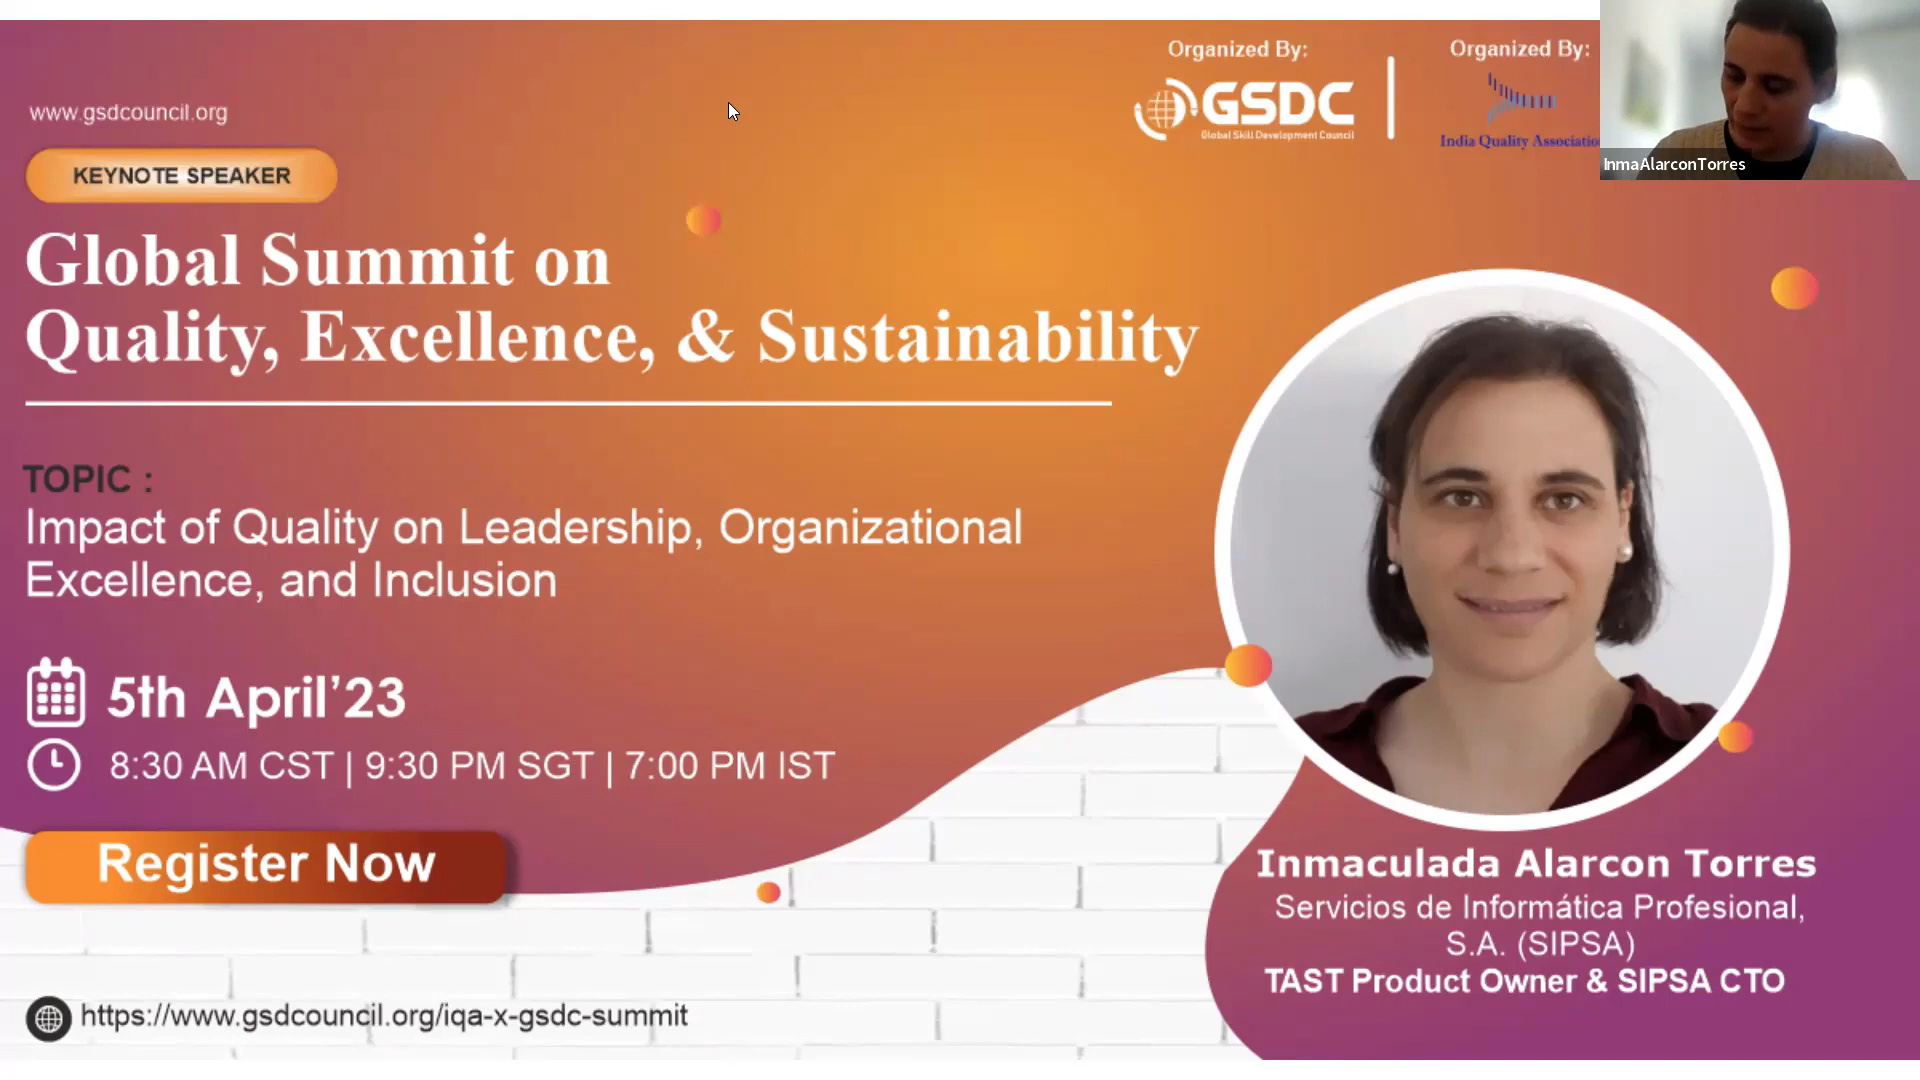 Organized By:
Organized By:
www.gsdcouncil.org
GSDC
Global Skill Development Council
India Quality Associatio
InmaAlarconTorres
KEYNOTE SPEAKER
Global Summit on
Quality, Excellence, & Sustainability
TOPIC :
Impact of Quality on Leadership, Organizational
Excellence, and Inclusion
5th April'23
8:30 AM CST | 9:30 PM SGT | 7:00 PM IST
Register Now
Inmaculada Alarcon Torres
Servicios de Informática Profesional,
S.A. (SIPSA)
TAST Product Owner & SIPSA CTO
https://www.gsdcouncil.org/iqa-x-gsdc-summit